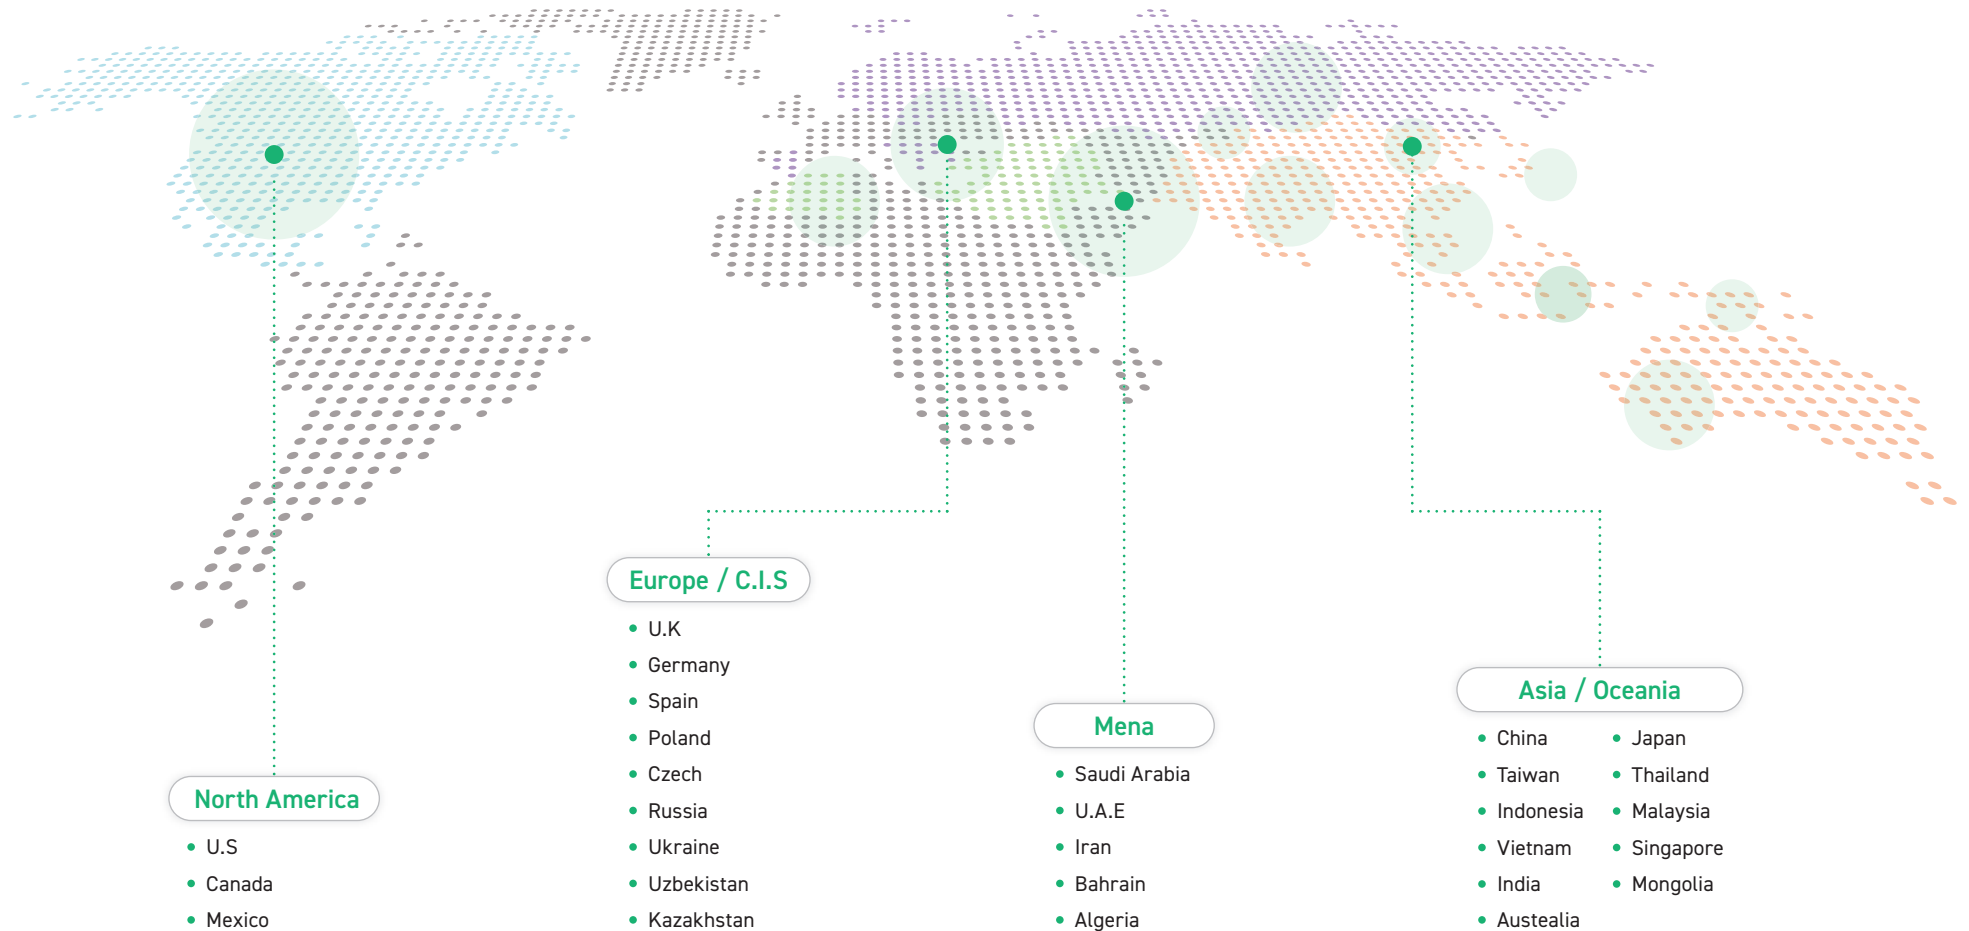 Europe / C.I.S
U.K
Germany
Spain
Poland
Czech
Russia
Ukraine
Uzbekistan
Kazakhstan
North America
U.S
Canada
Mexico
Mena
Saudi Arabia
U.A.E
Iran
Bahrain
Algeria
Asia / Oceania
China
Taiwan
Indonesia
Vietnam
India
Austealia
Japan
Thailand
Malaysia
Singapore
Mongolia